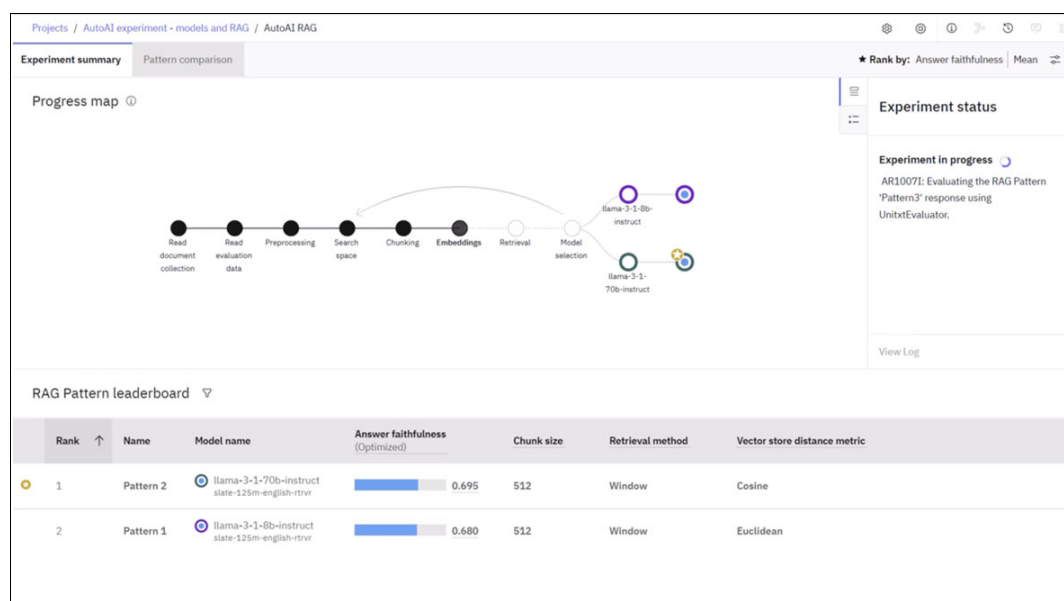 Projects / AutoAI experiment - models and RAG / AutoAI RAG
Experiment summary
Pattern comparison
★ Rank by: Answer faithfulness | Mean
Progress map
Experiment status
Experiment in progress
AR1007I: Evaluating the RAG Pattern
'Pattern3' response using
UnitxtEvaluator.
View Log
Read
document
collection
Read
evaluation
data
Preprocessing
Search
space
Chunking
Embeddings
Retrieval
Model
selection
llama-3-1-8b-
instruct
llama-3-1-
70b-instruct
RAG Pattern leaderboard
Rank ↑ Name Model name Answer faithfulness (Optimized) Chunk size Retrieval method Vector store distance metric
1 Pattern 2 llama-3-1-70b-instruct 0.695 512 Window Cosine
slate-125m-english-rtrvr
2 Pattern 1 llama-3-1-8b-instruct 0.680 512 Window Euclidean
slate-125m-english-rtrvr